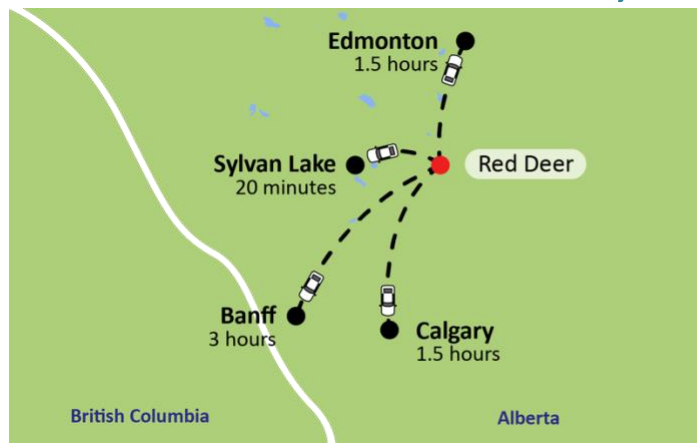 Edmonton
1.5 hours
Sylvan Lake
20 minutes
Red Deer
Banff
3 hours
Calgary
1.5 hours
British Columbia
Alberta